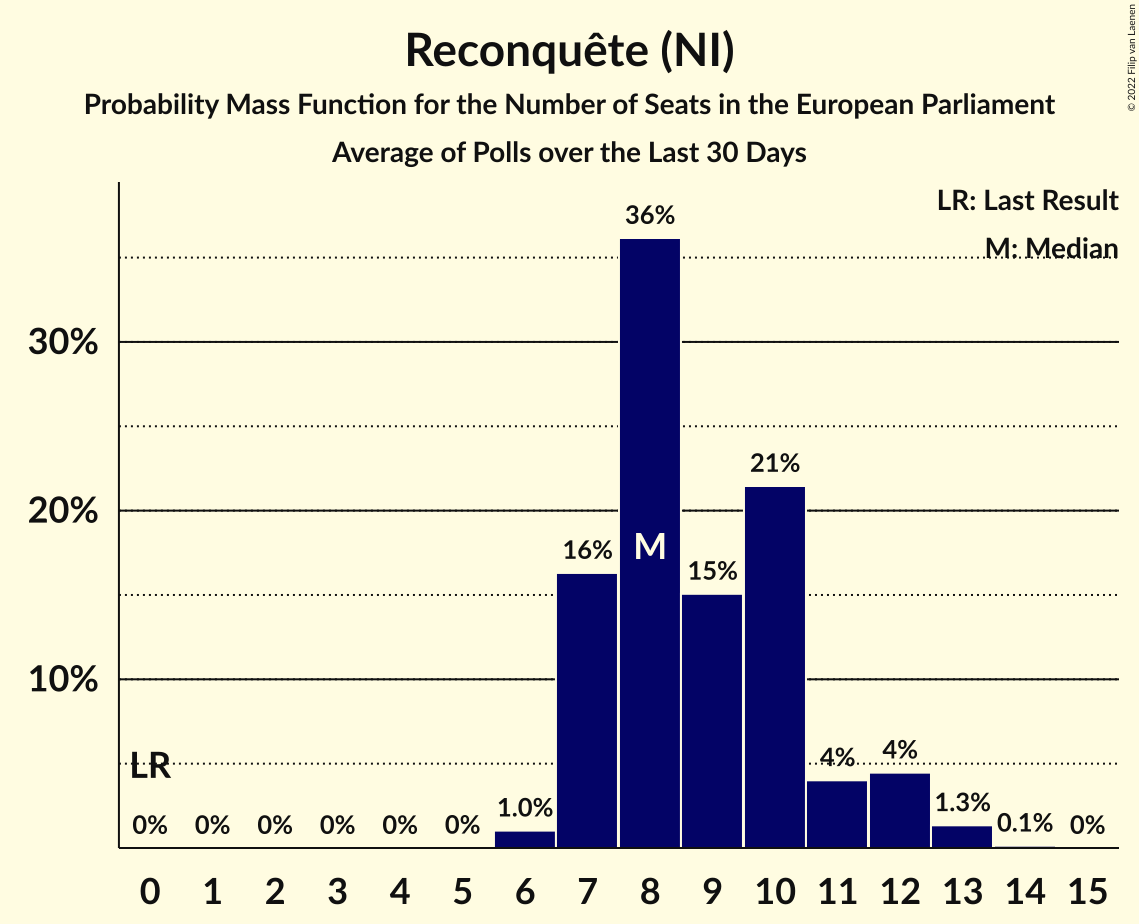 Reconquête (NI)
Probability Mass Function for the Number of Seats in the European Parliament
Average of Polls over the Last 30 Days
© 2022 Filip van Laenen
LR: Last Result
M: Median
36%
30%
21%
20%
16%
M
15%
10%
LR
4%
4%
0%
0%
0%
0%
0%
0%
1.0%
1.3%
0.1%
0%
0 1 2 3 4 5 6 7 8 9 10 11 12 13 14 15